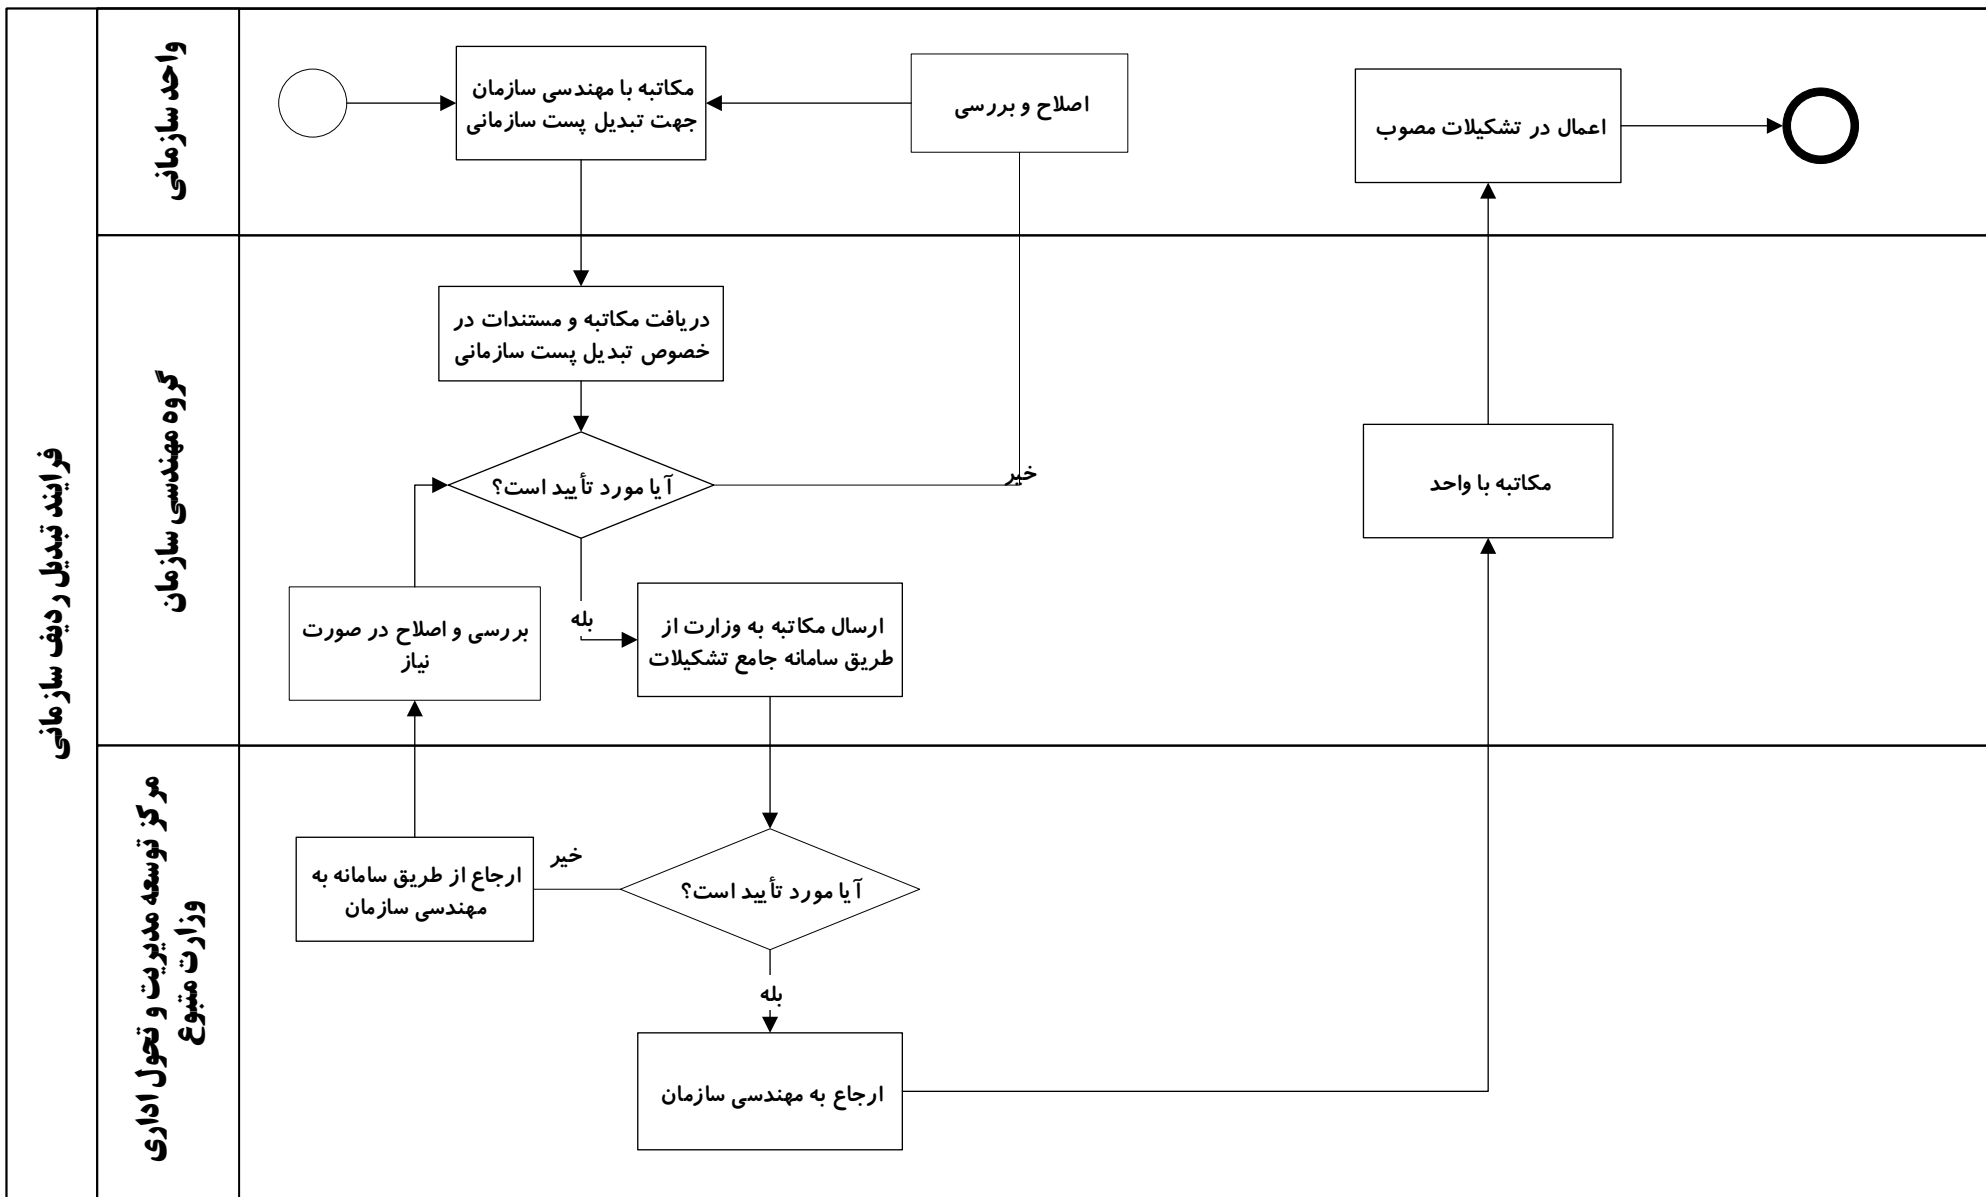 فرایند تبدیل ردیف سازمانی
واحد سازمانی
مکاتبه با مهندسی سازمان
جهت تبدیل پست سازمانی
اصلاح و بررسی
اعمال در تشکیلات مصوب
گروه مهندسی سازمان
دریافت مکاتبه و مستندات در
خصوص تبدیل پست سازمانی
آیا مورد تأیید است؟
خیر
بله
بررسی و اصلاح در صورت
نیاز
ارسال مکاتبه به وزارت از
طریق سامانه جامع تشکیلات
مکاتبه با واحد
مرکز توسعه مدیریت و تحول اداری
وزارت متبوع
ارجاع از طریق سامانه به
مهندسی سازمان
خیر
آیا مورد تأیید است؟
بله
ارجاع به مهندسی سازمان